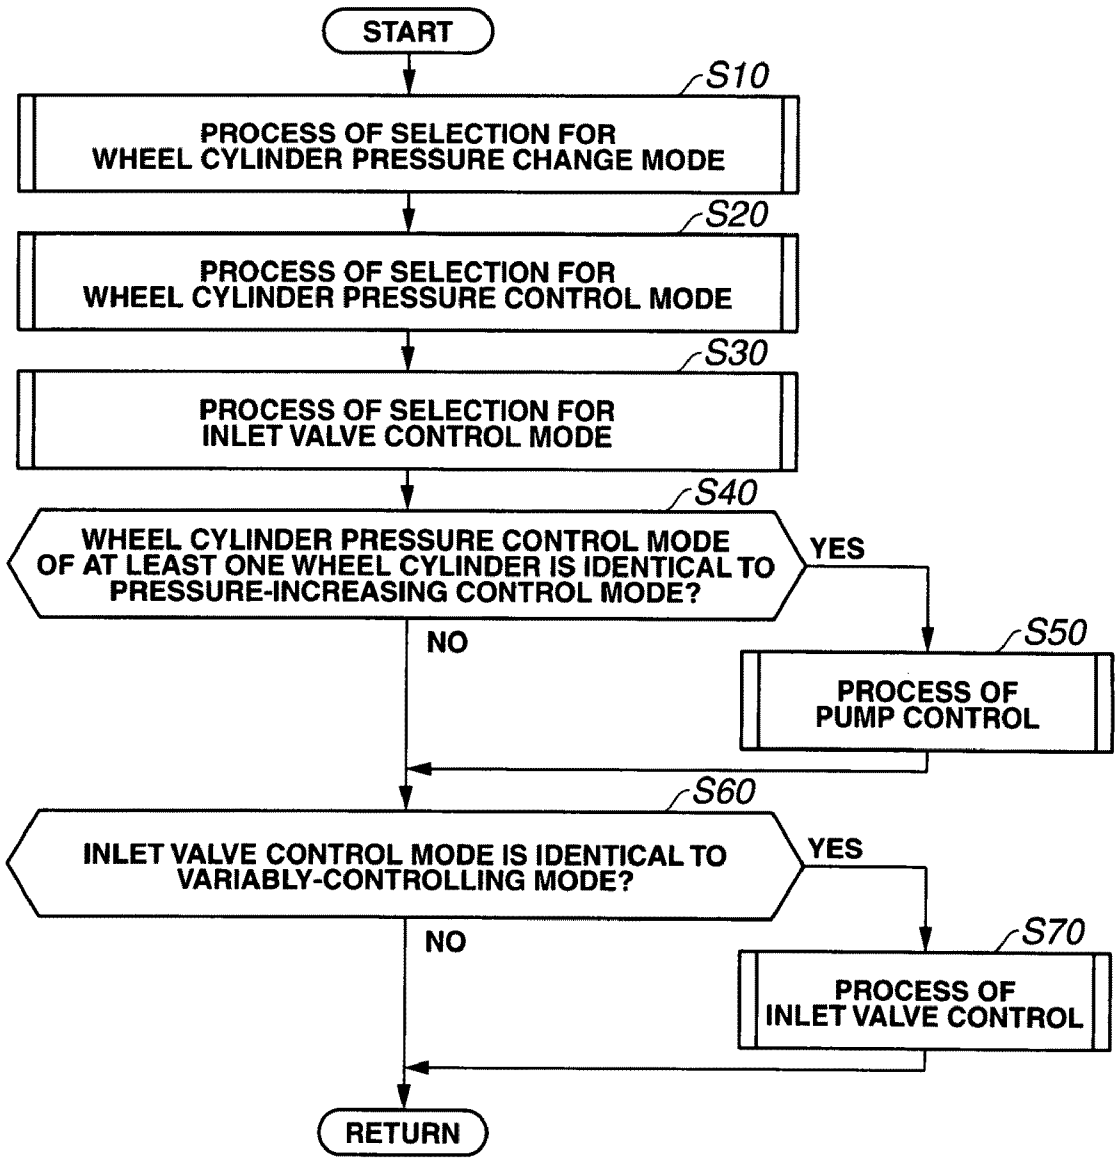 START
S10
PROCESS OF SELECTION FOR
WHEEL CYLINDER PRESSURE CHANGE MODE
S20
PROCESS OF SELECTION FOR
WHEEL CYLINDER PRESSURE CONTROL MODE
S30
PROCESS OF SELECTION FOR
INLET VALVE CONTROL MODE
S40
WHEEL CYLINDER PRESSURE CONTROL MODE
OF AT LEAST ONE WHEEL CYLINDER IS IDENTICAL TO
PRESSURE-INCREASING CONTROL MODE?
YES
NO
S50
PROCESS OF
PUMP CONTROL
S60
INLET VALVE CONTROL MODE IS IDENTICAL TO
VARIABLY-CONTROLLING MODE?
YES
NO
S70
PROCESS OF
INLET VALVE CONTROL
RETURN